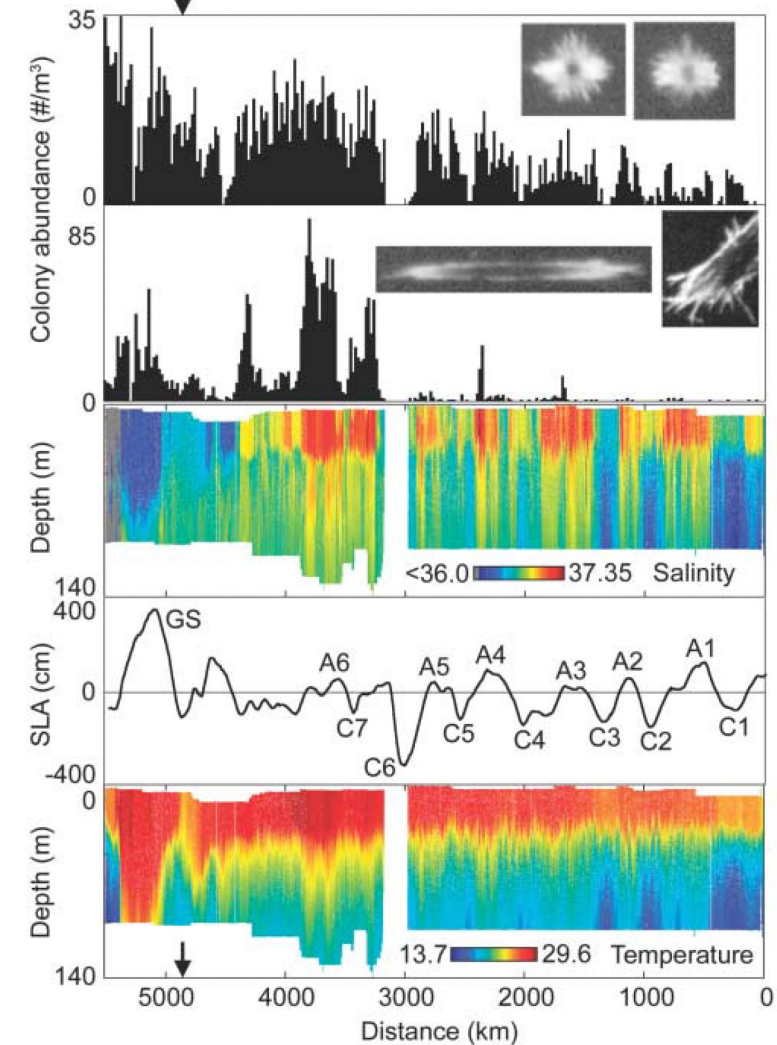 35
Colony abundance (#/m³)
0
85
0
0
Depth (m)
140
<36.0 37.35 Salinity
400
SLA (cm)
0
-400
GS
A6
A5
A4
A3
A2
A1
C7
C6
C5
C4
C3
C2
C1
0
Depth (m)
140
13.7 29.6 Temperature
5000 4000 3000 2000 1000 0
Distance (km)